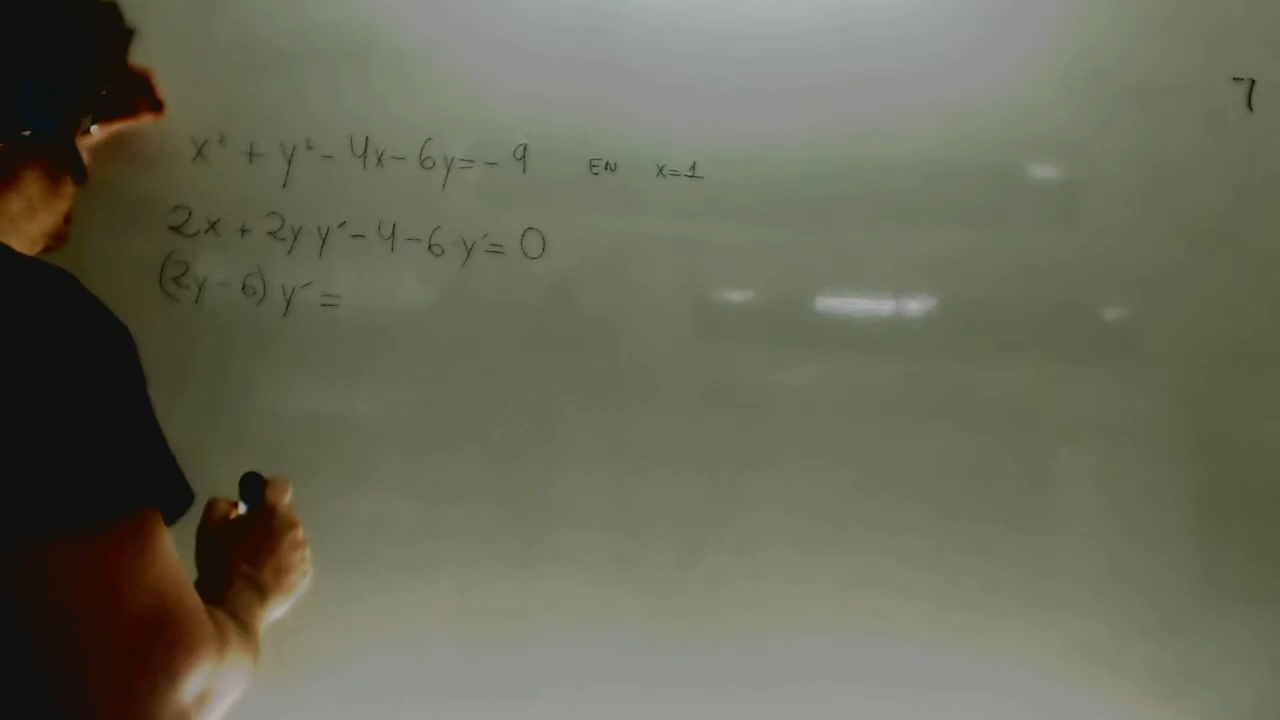 7
x² + y² - 4x - 6y = - 9 EN x=1
2x + 2y·y´ - 4 - 6·y´ = 0
(2y - 6) y´ =